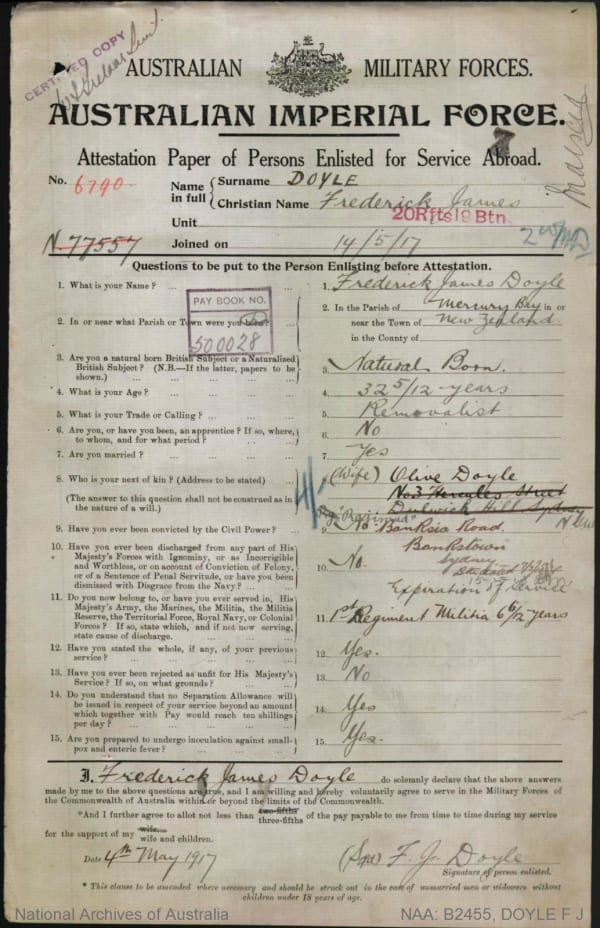 CERTIFIED COPY
AUSTRALIAN MILITARY FORCES.
AUSTRALIAN IMPERIAL FORCE.
Attestation Paper of Persons Enlisted for Service Abroad.
No. 6790
Name in full { Surname DOYLE
Christian Name Frederick James
Unit 20Rfts19Btn.
N. 77557 Joined on 14/5/17 2nd MD
Questions to be put to the Person Enlisting before Attestation.
1. What is your Name ? ... ... 1. Frederick James Doyle
PAY BOOK NO.
500028
2. In or near what Parish or Town were you born ? ... 2. In the Parish of Mercury Bay in or
near the Town of New Zealand
in the County of
3. Are you a natural born British Subject or a Naturalized
British Subject ? (N.B.—If the latter, papers to be
shown.) ... 3. Natural Born.
4. What is your Age ? ... 4. 32 5/12 years
5. What is your Trade or Calling ? ... 5. Removalist
6. Are you, or have you been, an apprentice ? If so, where,
to whom, and for what period ? 6. No
7. Are you married ? ... 7. Yes
8. Who is your next of kin ? (Address to be stated) ... 8. (Wife) Olive Doyle
No 3 Hercules Street
(The answer to this question shall not be construed as in
the nature of a will.)
Dulwich Hill Sydney
N.S.W.
9. Have you ever been convicted by the Civil Power ? ... 9. No Banksia Road.
Bankstown
Sydney
10. Have you ever been discharged from any part of His
Majesty's Forces with Ignominy, or as Incorrigible
and Worthless, or on account of Conviction of Felony,
or of a Sentence of Penal Servitude, or have you been
dismissed with Disgrace from the Navy ? ... 10. No.
Expiration of Service
11. Do you now belong to, or have you ever served in, His
Majesty's Army, the Marines, the Militia, the Militia
Reserve, the Territorial Force, Royal Navy, or Colonial
Forces ? If so, state which, and if not now serving,
state cause of discharge. 11. 1st Regiment Militia 6 6/12 years
12. Have you stated the whole, if any, of your previous
service ? ... 12. Yes.
13. Have you ever been rejected as unfit for His Majesty's
Service ? If so, on what grounds ? 13. No
14. Do you understand that no Separation Allowance will
be issued in respect of your service beyond an amount
which together with Pay would reach ten shillings
per day ? ... 14. Yes
15. Are you prepared to undergo inoculation against small-
pox and enteric fever ? ... 15. Yes.
I, Frederick James Doyle do solemnly declare that the above answers
made by me to the above questions are true, and I am willing and hereby voluntarily agree to serve in the Military Forces of
the Commonwealth of Australia within or beyond the limits of the Commonwealth.
*And I further agree to allot not less than two-fifths three-fifths of the pay payable to me from time to time during my service
for the support of my wife. wife and children.
Date 4th May 1917 (Sgd) F. J. Doyle
Signature of person enlisted.
* This clause to be amended where necessary and should be struck out in the case of unmarried men or widowers without
children under 18 years of age.
National Archives of Australia NAA: B2455, DOYLE F J